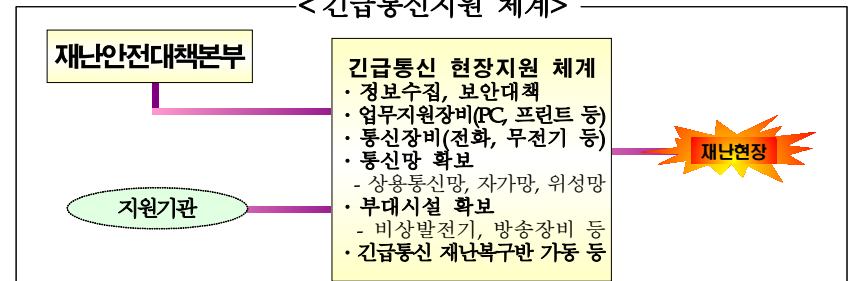 <긴급통신지원 체계>
재난안전대책본부
긴급통신 현장지원 체계
· 정보수집, 보안대책
· 업무지원장비(PC, 프린트 등)
· 통신장비(전화, 무전기 등)
· 통신망 확보
- 상용통신망, 자가망, 위성망
· 부대시설 확보
- 비상발전기, 방송장비 등
· 긴급통신 재난복구반 가동 등
지원기관
재난현장